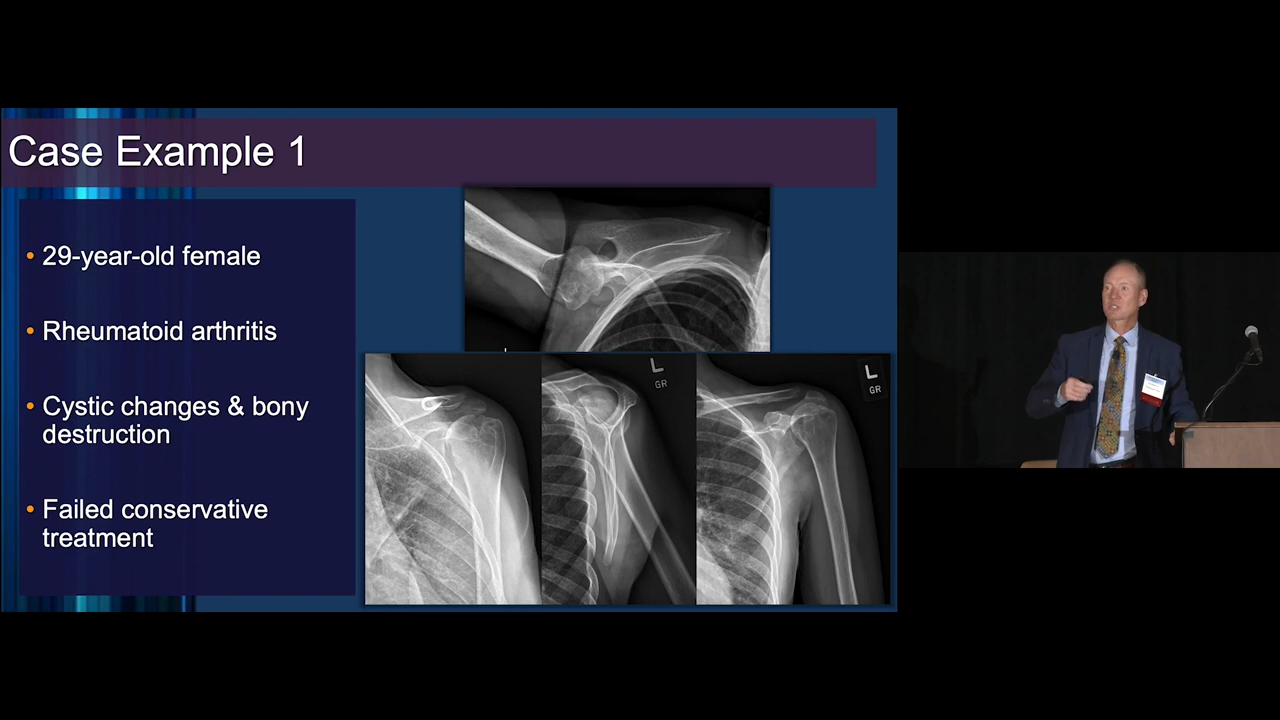 Case Example 1
• 29-year-old female
• Rheumatoid arthritis
• Cystic changes & bony
destruction
• Failed conservative
treatment
L
GR
L
GR